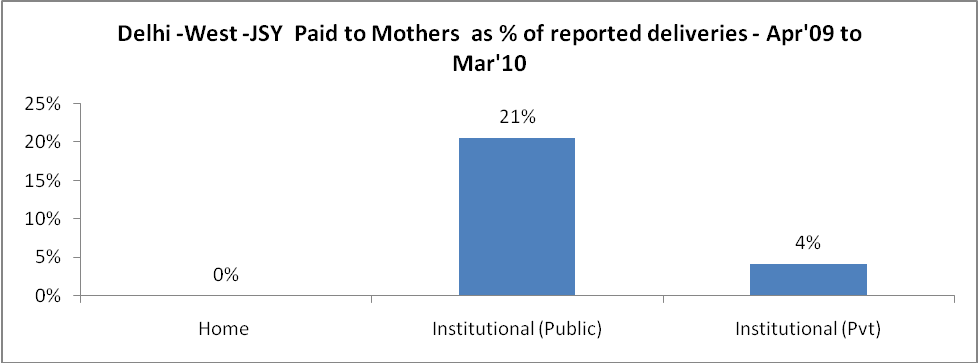 Delhi -West -JSY  Paid to Mothers  as % of reported deliveries - Apr'09 to
Mar'10
25%
20%
15%
10%
5%
0%
0%
21%
4%
Home
Institutional (Public)
Institutional (Pvt)